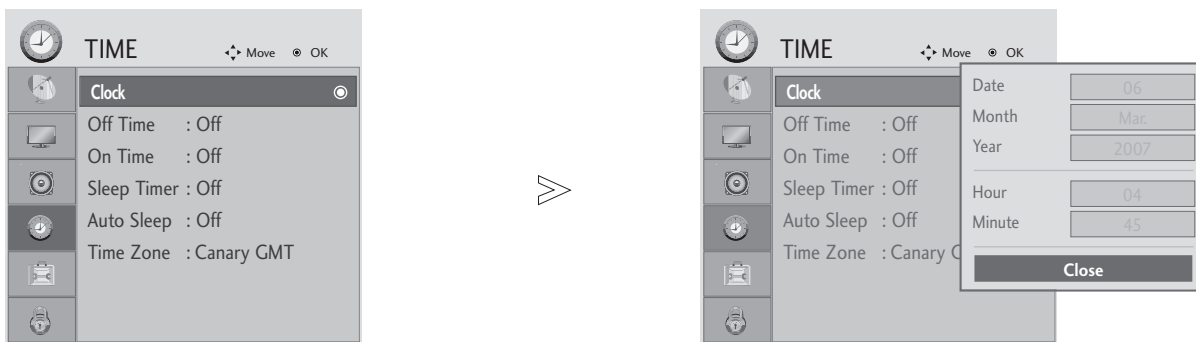 TIME
Move OK
Clock
Off Time : Off
On Time : Off
Sleep Timer : Off
Auto Sleep : Off
Time Zone : Canary GMT
TIME
Move OK
Clock
Off Time : Off
On Time : Off
Sleep Timer : Off
Auto Sleep : Off
Time Zone : Canary G
Date 06
Month Mar.
Year 2007
Hour 04
Minute 45
Close